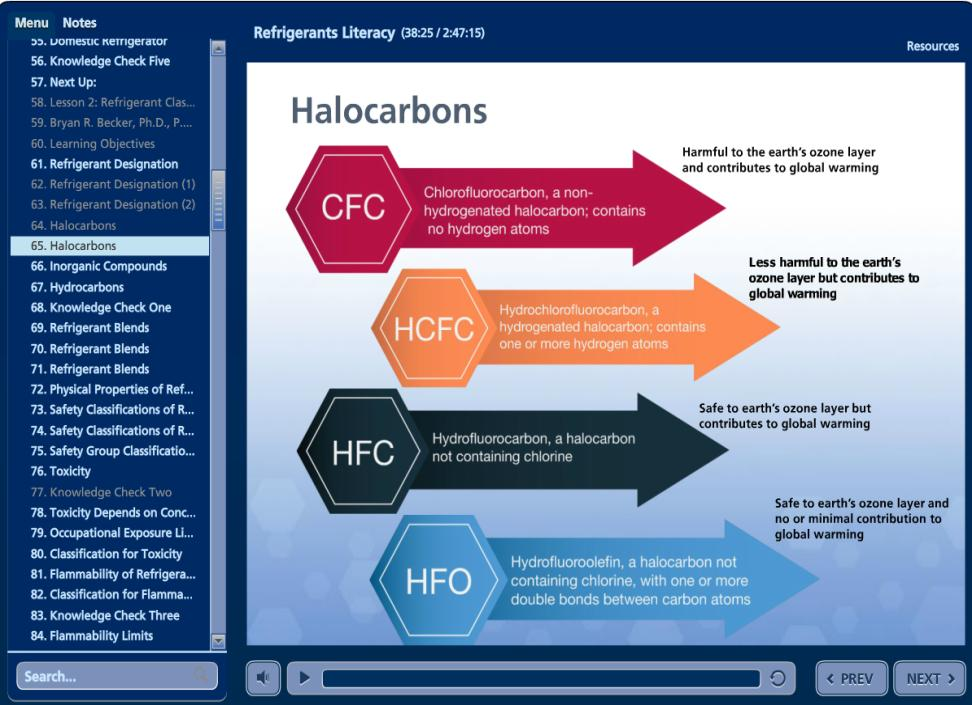 Menu Notes
55. Domestic Refrigerator
56. Knowledge Check Five
57. Next Up:
58. Lesson 2: Refrigerant Clas...
59. Bryan R. Becker, Ph.D., P....
60. Learning Objectives
61. Refrigerant Designation
62. Refrigerant Designation (1)
63. Refrigerant Designation (2)
64. Halocarbons
65. Halocarbons
66. Inorganic Compounds
67. Hydrocarbons
68. Knowledge Check One
69. Refrigerant Blends
70. Refrigerant Blends
71. Refrigerant Blends
72. Physical Properties of Ref...
73. Safety Classifications of R...
74. Safety Classifications of R...
75. Safety Group Classificatio...
76. Toxicity
77. Knowledge Check Two
78. Toxicity Depends on Conc...
79. Occupational Exposure Li...
80. Classification for Toxicity
81. Flammability of Refrigera...
82. Classification for Flamma...
83. Knowledge Check Three
84. Flammability Limits
Search...
Refrigerants Literacy (38:25 / 2:47:15)
Resources
Halocarbons
CFC
Chlorofluorocarbon, a non-
hydrogenated halocarbon; contains
no hydrogen atoms
Harmful to the earth's ozone layer
and contributes to global warming
HCFC
Hydrochlorofluorocarbon, a
hydrogenated halocarbon; contains
one or more hydrogen atoms
Less harmful to the earth's
ozone layer but contributes to
global warming
HFC
Hydrofluorocarbon, a halocarbon
not containing chlorine
Safe to earth's ozone layer but
contributes to global warming
HFO
Hydrofluoroolefin, a halocarbon not
containing chlorine, with one or more
double bonds between carbon atoms
Safe to earth's ozone layer and
no or minimal contribution to
global warming
< PREV NEXT >